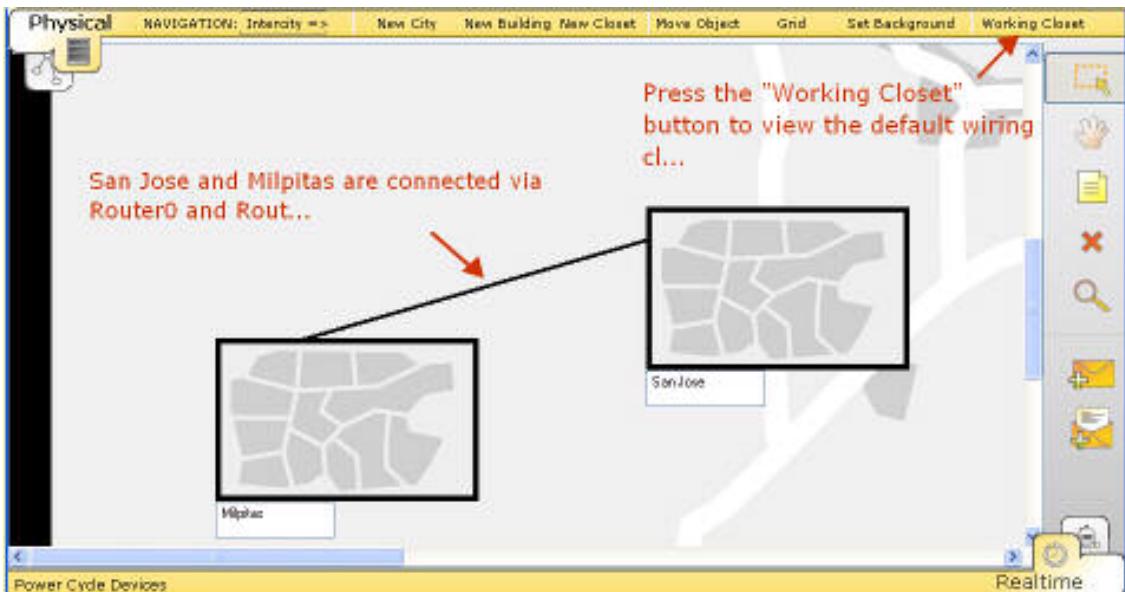 Physical NAVIGATION: Intercity => New City New Building New Closet Move Object Grid Set Background Working Closet
Press the "Working Closet"
button to view the default wiring
cl...
San Jose and Milpitas are connected via
Router0 and Rout...
San Jose
Milpitas
Power Cycle Devices Realtime